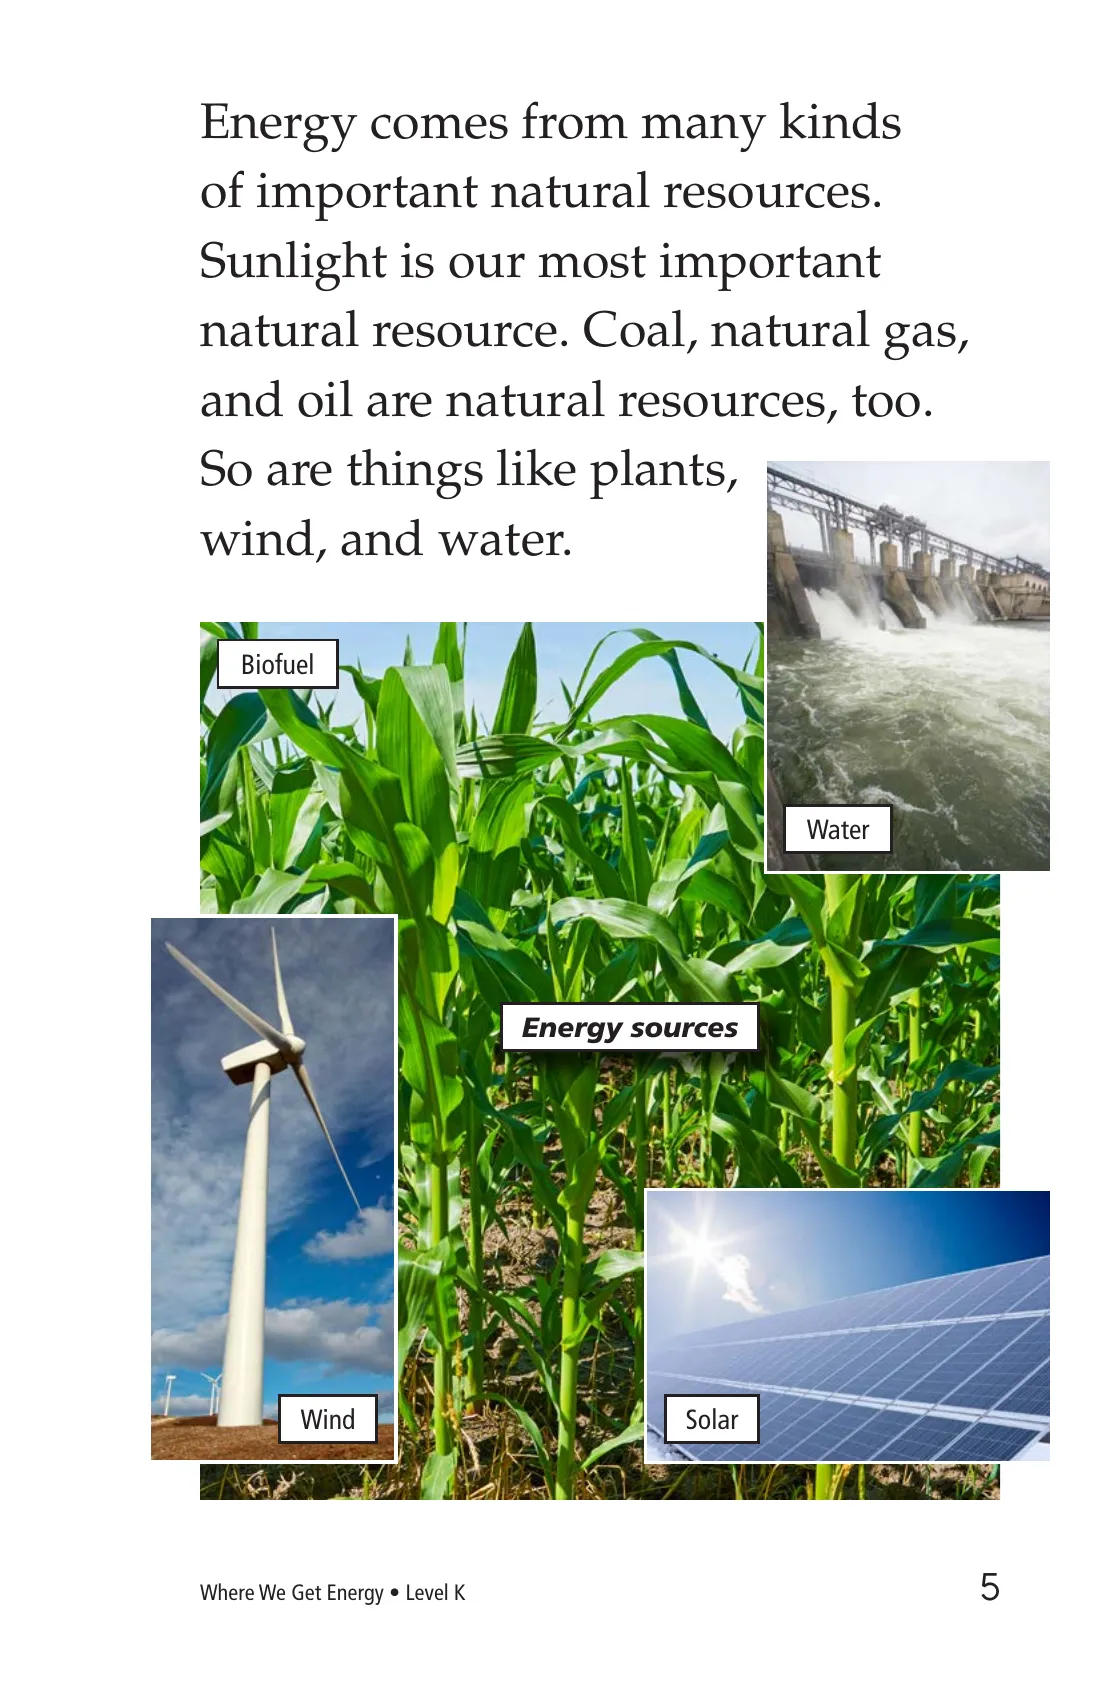 Energy comes from many kinds
of important natural resources.
Sunlight is our most important
natural resource. Coal, natural gas,
and oil are natural resources, too.
So are things like plants,
wind, and water.
Biofuel
Water
Energy sources
Wind
Solar
Where We Get Energy • Level K
5